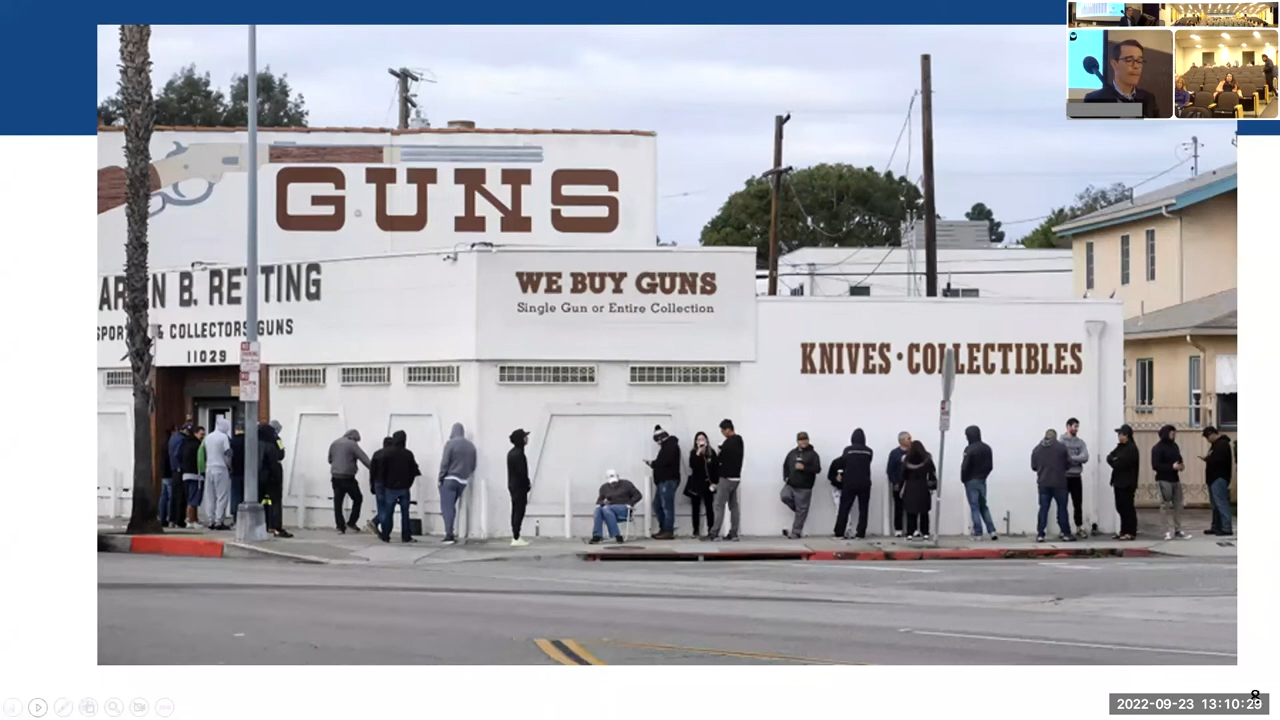 GUNS
B. RETTING
& COLLECTORS GUNS
11029
WE BUY GUNS
Single Gun or Entire Collection
KNIVES·COLLECTIBLES
8
2022-09-23 13:10:29